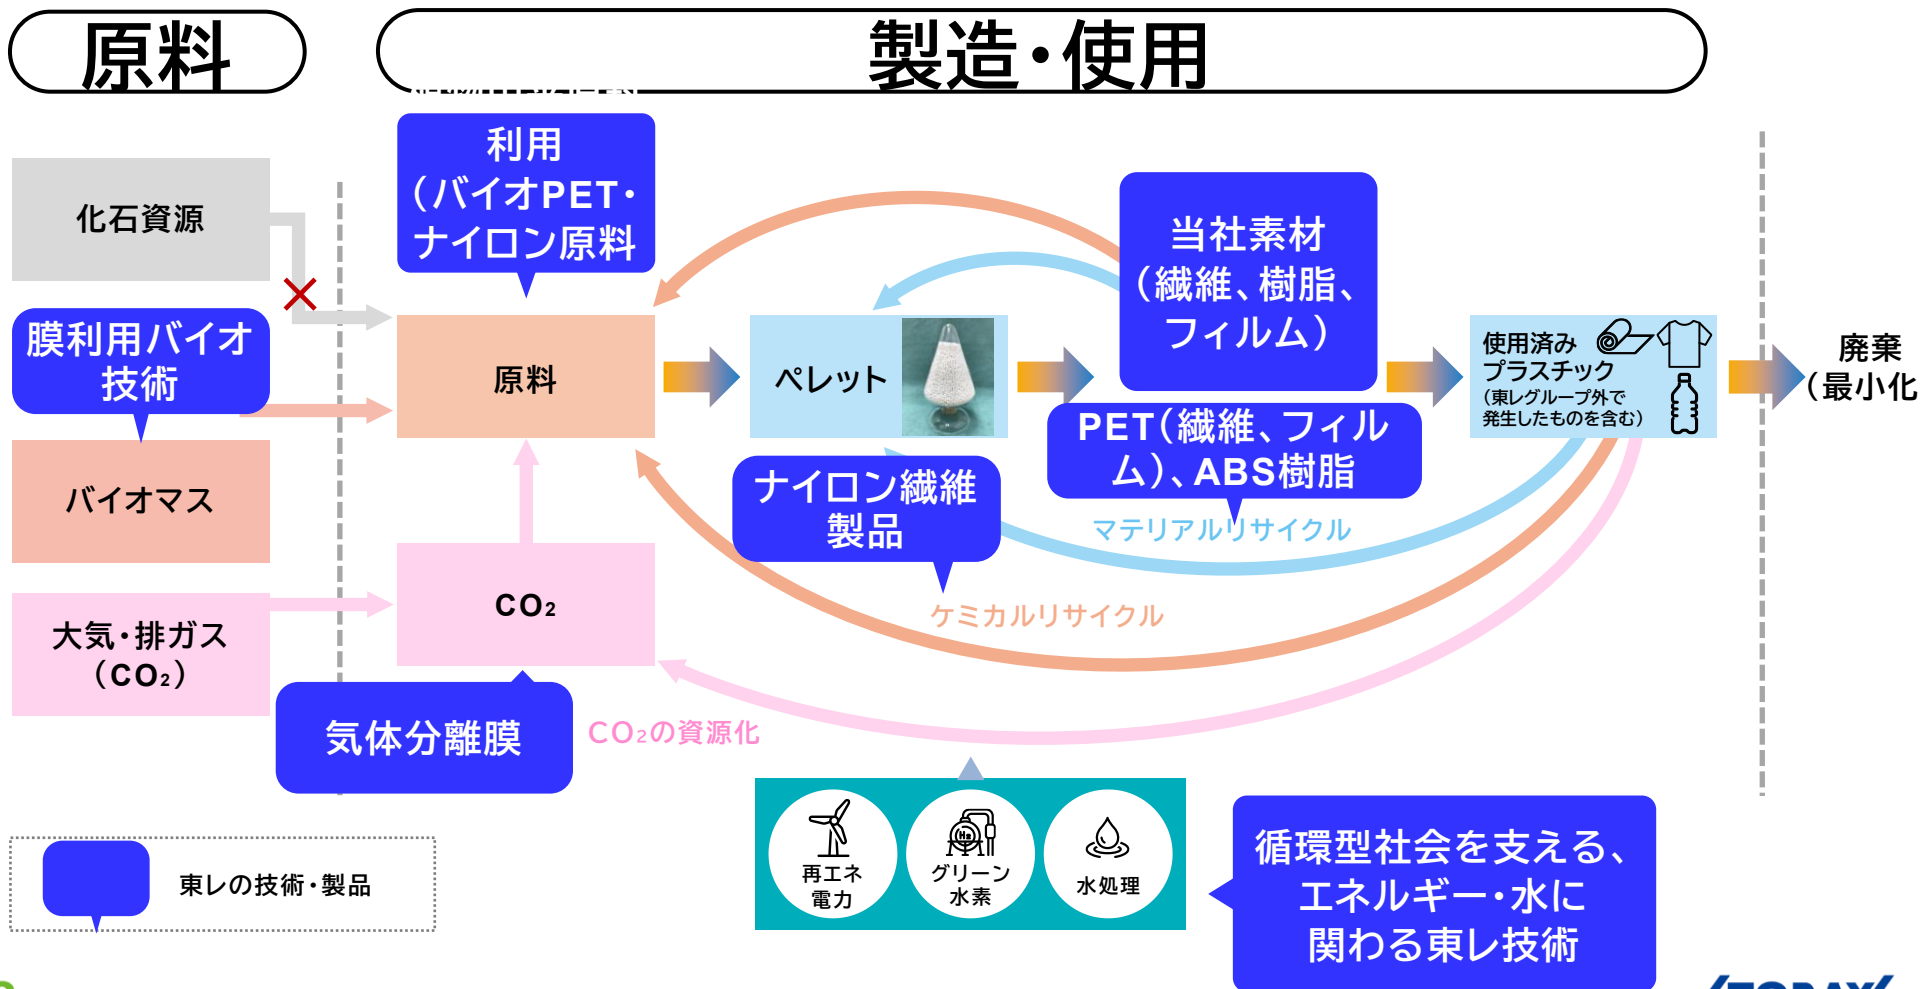 原料
製造・使用
利用
（バイオPET・
ナイロン原料
化石資源
膜利用バイオ
技術
バイオマス
大気・排ガス
（CO₂）
原料
CO₂
気体分離膜
ペレット
当社素材
（繊維、樹脂、
フィルム）
PET（繊維、フィル
ム）、ABS樹脂
ナイロン繊維
製品
使用済み
プラスチック
（東レグループ外で
発生したものを含む）
廃棄
（最小化
マテリアルリサイクル
ケミカルリサイクル
CO₂の資源化
H₂
再エネ
電力
グリーン
水素
水処理
循環型社会を支える、
エネルギー・水に
関わる東レ技術
東レの技術・製品